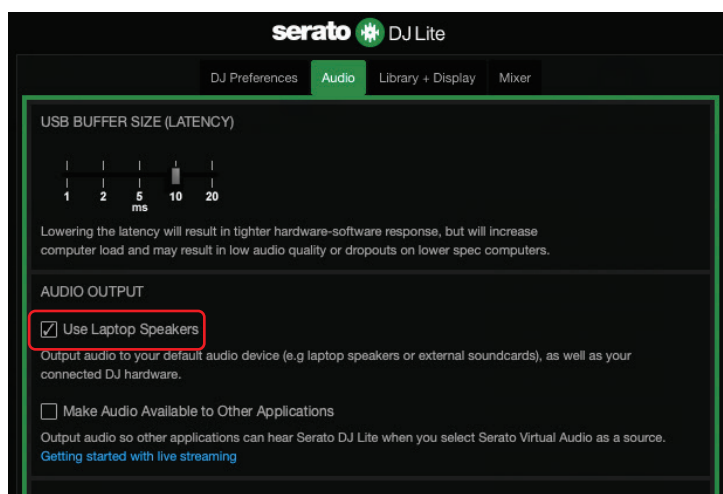 serato DJ Lite
DJ Preferences Audio Library + Display Mixer
USB BUFFER SIZE (LATENCY)
1 2 5 10 20
ms
Lowering the latency will result in tighter hardware-software response, but will increase
computer load and may result in low audio quality or dropouts on lower spec computers.
AUDIO OUTPUT
Use Laptop Speakers
Output audio to your default audio device (e.g laptop speakers or external soundcards), as well as your
connected DJ hardware.
Make Audio Available to Other Applications
Output audio so other applications can hear Serato DJ Lite when you select Serato Virtual Audio as a source.
Getting started with live streaming